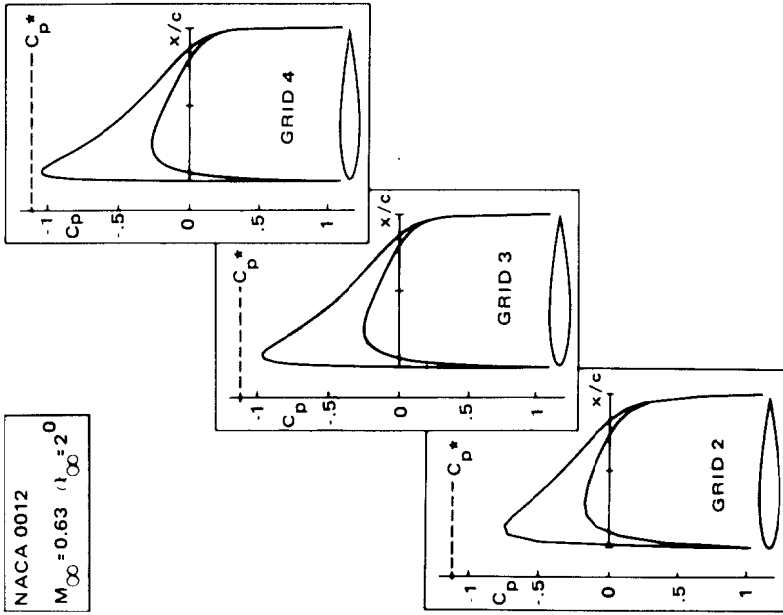 NACA 0012
M∞ = 0.63 α∞ = 2⁰
Cp*
-1
Cp
-.5
0
.5
1
x/c
GRID 2
Cp*
-1
Cp
-.5
0
.5
1
x/c
GRID 3
Cp*
-1
Cp
-.5
0
.5
1
x/c
GRID 4